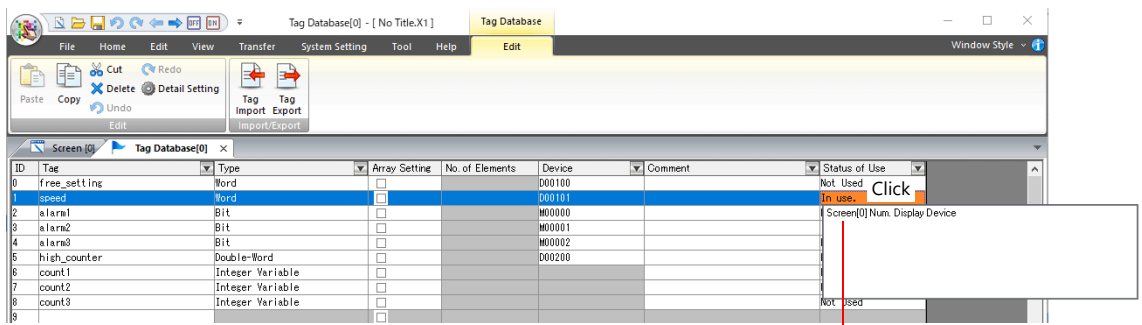 OFF ON Tag Database[0] - [ No Title.X1 ] Tag Database
File Home Edit View Transfer System Setting Tool Help Edit Window Style
Paste Copy Cut Delete Undo Redo Detail Setting Tag Import Tag Export
Edit Import/Export
Screen [0] Tag Database[0] ×
ID Tag Type Array Setting No. of Elements Device Comment Status of Use
0 free_setting Word D00100 Not Used
1 speed Word D00101 In use.
Click
2 alarm1 Bit M00000
Screen[0] Num. Display Device
3 alarm2 Bit M00001
4 alarm3 Bit M00002
5 high_counter Double-Word D00200
6 count1 Integer Variable
7 count2 Integer Variable
8 count3 Integer Variable Not Used
9